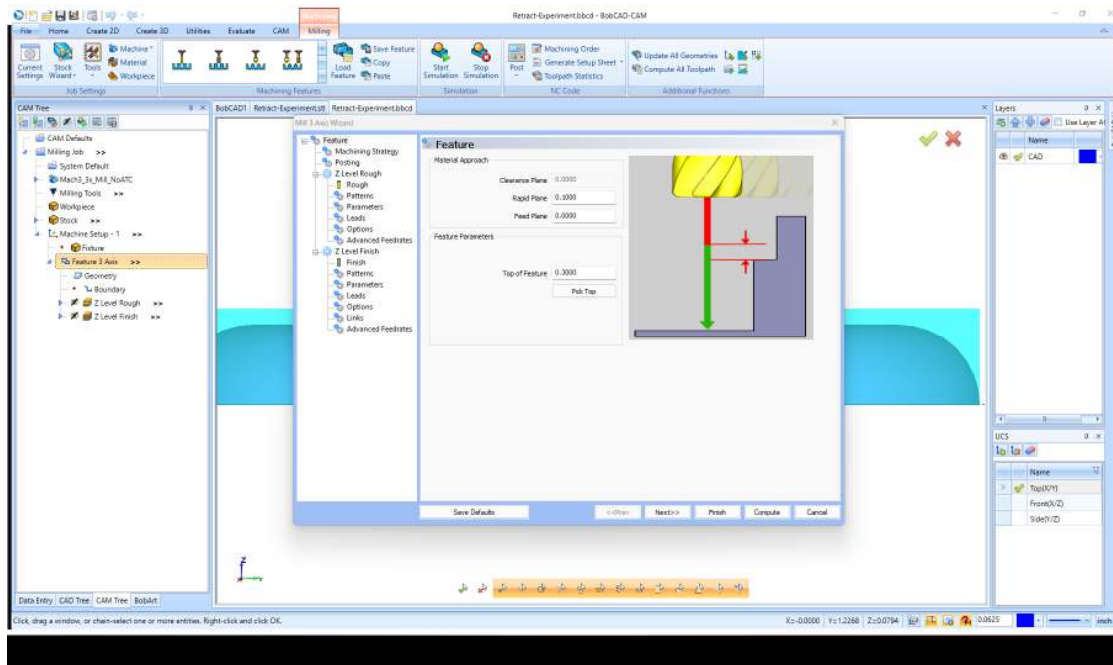 Machining
Retract-Experiment.bbcd - BobCAD-CAM
File Home Create 2D Create 3D Utilities Evaluate CAM Milling
Current Settings
Stock Wizard
Tools
Machine
Material
Workpiece
Job Settings
Load Feature
Save Feature
Copy
Paste
Machining Features
Start Simulation
Stop Simulation
Simulation
Post
Machining Order
Generate Setup Sheet
Toolpath Statistics
NC Code
Update All Geometries
Compute All Toolpath
Additional Functions
CAM Tree
BobCAD1 Retract-Experiment.stl Retract-Experiment.bbcd
CAM Defaults
Milling Job >>
System Default
Mach3_3x_Mill_NoATC
Milling Tools >>
Workpiece
Stock >>
Machine Setup - 1 >>
Fixture
Feature 3 Axis >>
Geometry
Boundary
Z Level Rough >>
Z Level Finish >>
Data Entry CAD Tree CAM Tree BobArt
Mill 3 Axis Wizard
Feature
Machining Strategy
Posting
Z Level Rough
Rough
Patterns
Parameters
Leads
Options
Advanced Feedrates
Z Level Finish
Finish
Patterns
Parameters
Leads
Options
Links
Advanced Feedrates
Feature
Material Approach
Clearance Plane 0.0000
Rapid Plane 0.1000
Feed Plane 0.0000
Feature Parameters
Top of Feature 0.3000
Pick Top
Save Defaults <<Prev Next>> Finish Compute Cancel
Layers
Use Layer At
Name
CAD
UCS
Name
Top(X/Y)
Front(X/Z)
Side(Y/Z)
Click, drag a window, or chain-select one or more entities. Right-click and click OK.
X=-0.0000 Y=1.2268 Z=0.0794 0.0625 inch